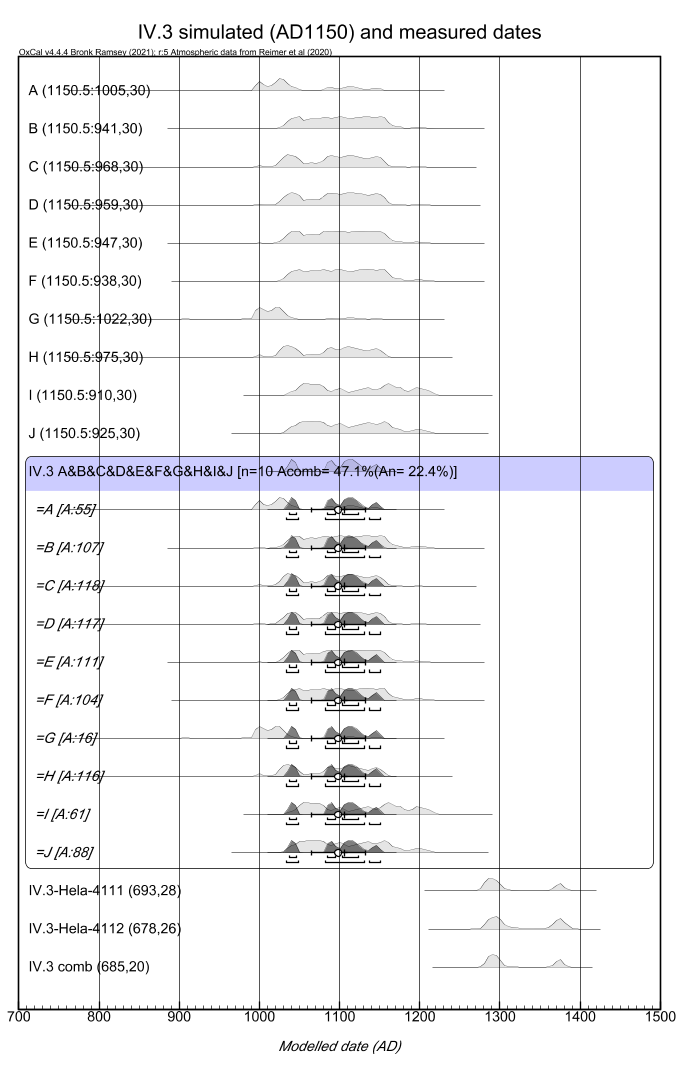 IV.3 simulated (AD1150) and measured dates
OxCal v4.4.4 Bronk Ramsey (2021); r:5 Atmospheric data from Reimer et al (2020)
A (1150.5:1005,30)
B (1150.5:941,30)
C (1150.5:968,30)
D (1150.5:959,30)
E (1150.5:947,30)
F (1150.5:938,30)
G (1150.5:1022,30)
H (1150.5:975,30)
I (1150.5:910,30)
J (1150.5:925,30)
IV.3 A&B&C&D&E&F&G&H&I&J [n=10 Acomb= 47.1%(An= 22.4%)]
=A [A:55]
=B [A:107]
=C [A:118]
=D [A:117]
=E [A:111]
=F [A:104]
=G [A:16]
=H [A:116]
=I [A:61]
=J [A:88]
IV.3-Hela-4111 (693,28)
IV.3-Hela-4112 (678,26)
IV.3 comb (685,20)
700 800 900 1000 1100 1200 1300 1400 1500
Modelled date (AD)